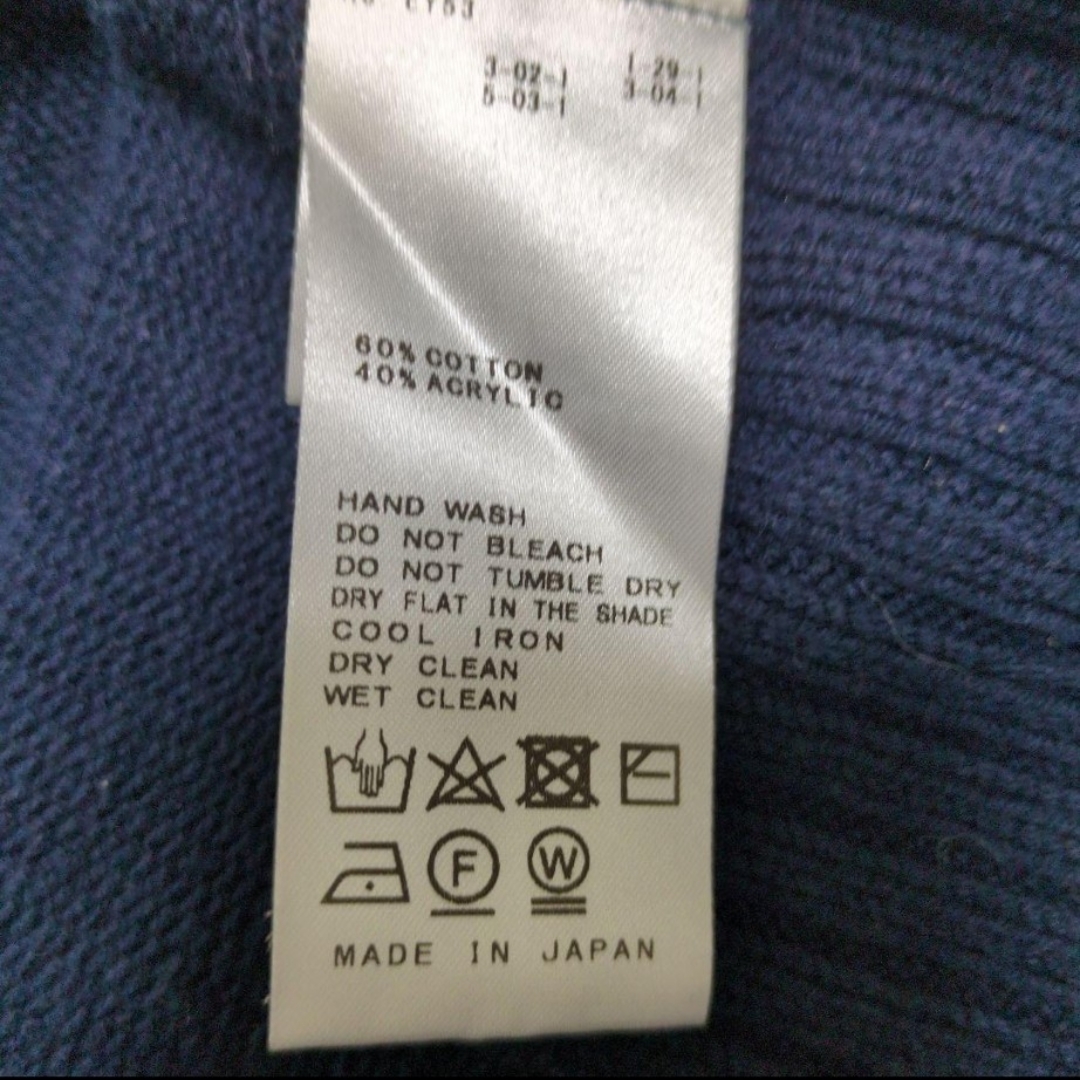 3-02-1 1-29-1
5-03-1 3-04-1
60% COTTON
40% ACRYLIC
HAND WASH
DO NOT BLEACH
DO NOT TUMBLE DRY
DRY FLAT IN THE SHADE
COOL IRON
DRY CLEAN
WET CLEAN
F W
MADE IN JAPAN